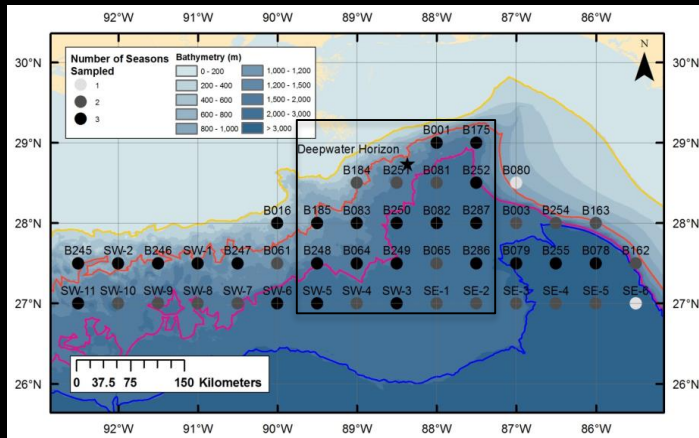 92°W 91°W 90°W 89°W 88°W 87°W 86°W
30°N 30°N
29°N 29°N
28°N 28°N
27°N 27°N
26°N 26°N
Number of Seasons Sampled
1
2
3
Bathymetry (m)
0 - 200
200 - 400
400 - 600
600 - 800
800 - 1,000
1,000 - 1,200
1,200 - 1,500
1,500 - 2,000
2,000 - 3,000
> 3,000
N
Deepwater Horizon
B001 B175
B184 B251 B081 B252 B080
B016 B185 B083 B250 B082 B287 B003 B254 B163
B245 SW-2 B246 SW-1 B247 B061 B248 B064 B249 B065 B286 B079 B255 B078 B162
SW-11 SW-10 SW-9 SW-8 SW-7 SW-6 SW-5 SW-4 SW-3 SE-1 SE-2 SE-3 SE-4 SE-5 SE-6
0 37.5 75 150 Kilometers
92°W 91°W 90°W 89°W 88°W 87°W 86°W